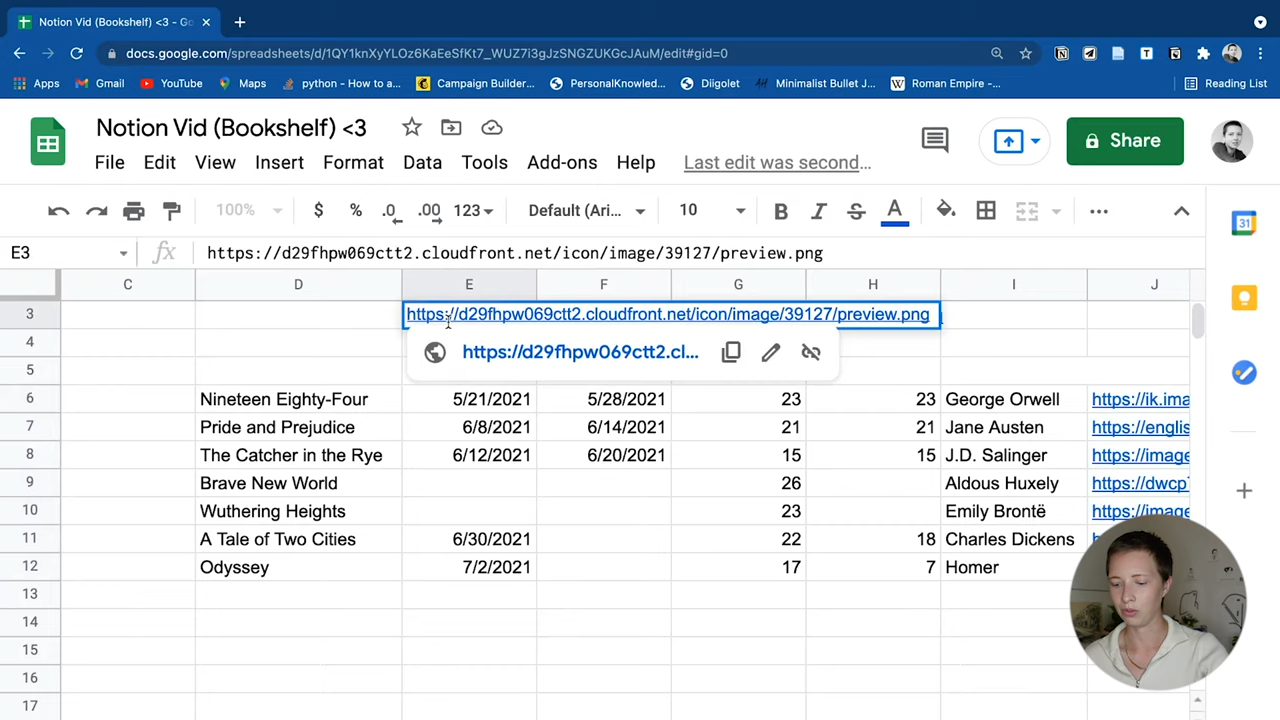 Notion Vid (Bookshelf) <3 - Go
docs.google.com/spreadsheets/d/1QY1knXyYLOz6KaEeSfKt7_WUZ7i3gJzSNGZUKGcJAuM/edit#gid=0
Apps Gmail YouTube Maps python - How to a... Campaign Builder... PersonalKnowled... Diigolet Minimalist Bullet J... Roman Empire -... Reading List
Notion Vid (Bookshelf) <3
Share
File Edit View Insert Format Data Tools Add-ons Help Last edit was second...
100% $ % .0 .00 123 Default (Ari... 10 B I S A
E3 fx https://d29fhpw069ctt2.cloudfront.net/icon/image/39127/preview.png
C D E F G H I J
3 https://d29fhpw069ctt2.cloudfront.net/icon/image/39127/preview.png
4 https://d29fhpw069ctt2.cl...
5
6 Nineteen Eighty-Four 5/21/2021 5/28/2021 23 23 George Orwell https://ik.ima
7 Pride and Prejudice 6/8/2021 6/14/2021 21 21 Jane Austen https://englis
8 The Catcher in the Rye 6/12/2021 6/20/2021 15 15 J.D. Salinger https://image
9 Brave New World 26 Aldous Huxely https://dwcp
10 Wuthering Heights 23 Emily Brontë https://image
11 A Tale of Two Cities 6/30/2021 22 18 Charles Dickens
12 Odyssey 7/2/2021 17 7 Homer
13
14
15
16
17
31